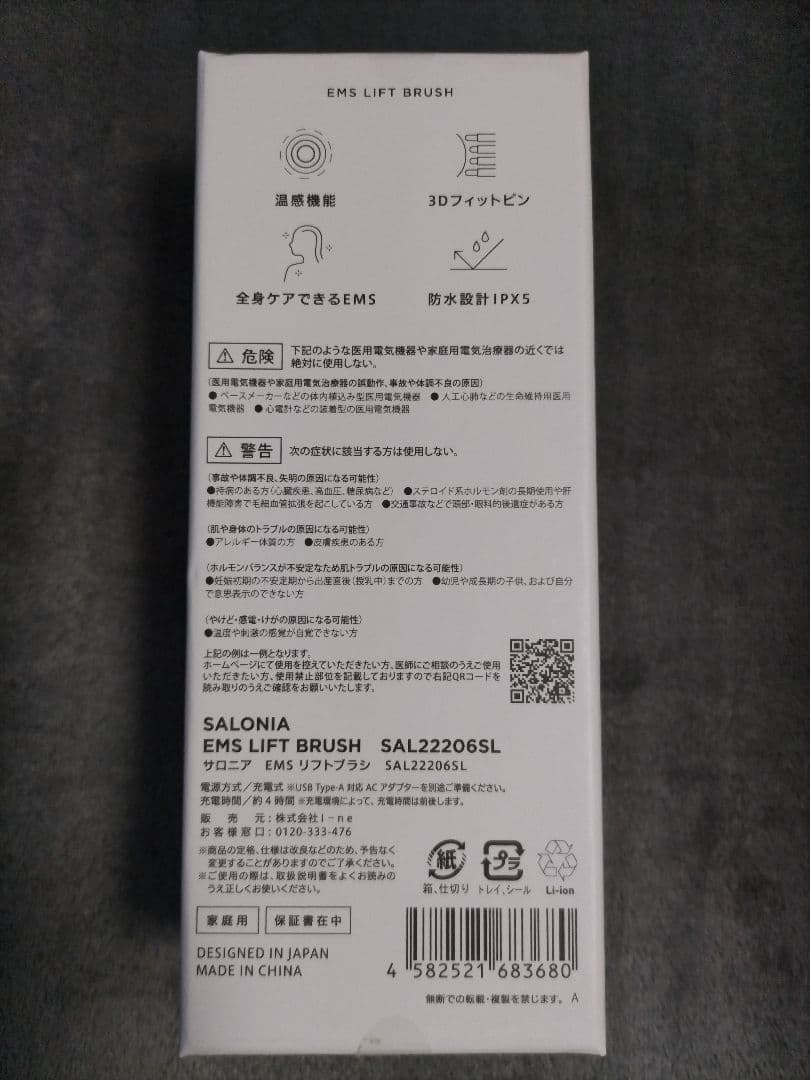 EMS LIFT BRUSH
温感機能
3Dフィットピン
全身ケアできるEMS
防水設計IPX5
危険 下記のような医用電気機器や家庭用電気治療器の近くでは
絶対に使用しない。
(医用電気機器や家庭用電気治療器の誤動作、事故や体調不良の原因)
●ペースメーカーなどの体内植込み型医用電気機器 ●人工心肺などの生命維持用医用
電気機器 ●心電計などの装着型の医用電気機器
警告 次の症状に該当する方は使用しない。
(事故や体調不良、失明の原因になる可能性)
●持病のある方(心臓疾患、高血圧、糖尿病など) ●ステロイド系ホルモン剤の長期使用や肝
機能障害で毛細血管拡張を起こしている方 ●交通事故などで頭部・眼科的後遺症がある方
(肌や身体のトラブルの原因になる可能性)
●アレルギー体質の方 ●皮膚疾患のある方
(ホルモンバランスが不安定なため肌トラブルの原因になる可能性)
●妊娠初期の不安定期から出産直後(授乳中)までの方 ●幼児や成長期の子供、および自分
で意思表示のできない方
(やけど・感電・けがの原因になる可能性)
●温度や刺激の感覚が自覚できない方
上記の例は一例となります。
ホームページにて使用を控えていただきたい方、医師にご相談のうえご使用
いただきたい方、使用禁止部位を記載しておりますので右記QRコードを
読み取りのうえご確認をお願いいたします。
SALONIA
EMS LIFT BRUSH SAL22206SL
サロニア EMS リフトブラシ SAL22206SL
電源方式/充電式 ※USB Type-A 対応 AC アダプターを別途ご準備ください。
充電時間/約4時間 ※充電環境によって、充電時間は前後します。
販売元:株式会社I-ne
お客様窓口:0120-333-476
※商品の定格、仕様は改良などのため、予告なく
変更することがありますのでご了承ください。
※ご使用の際は、取扱説明書をよくお読みの
うえ正しくお使いください。
紙 プラ
箱、仕切り トレイ、シール Li-ion
家庭用 保証書在中
DESIGNED IN JAPAN
MADE IN CHINA
4 582521 683680
無断での転載・複製を禁じます。 A